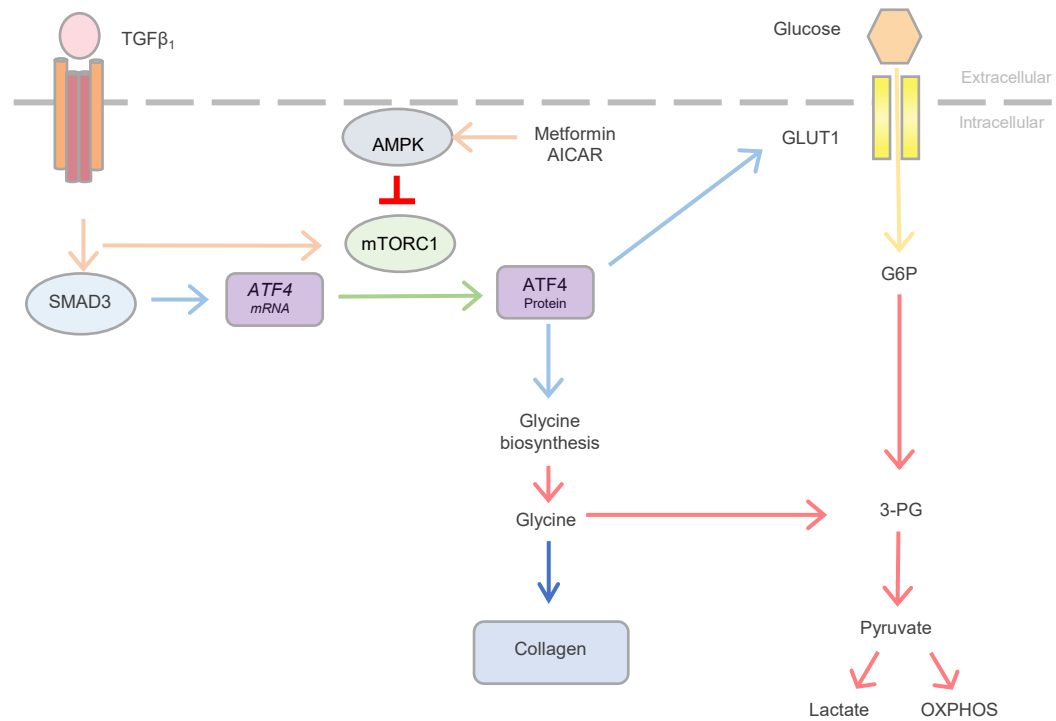 TGFβ₁
Glucose
Extracellular
Intracellular
AMPK
Metformin
AICAR
GLUT1
mTORC1
SMAD3
ATF4
mRNA
ATF4
Protein
G6P
Glycine
biosynthesis
Glycine
3-PG
Collagen
Pyruvate
Lactate
OXPHOS